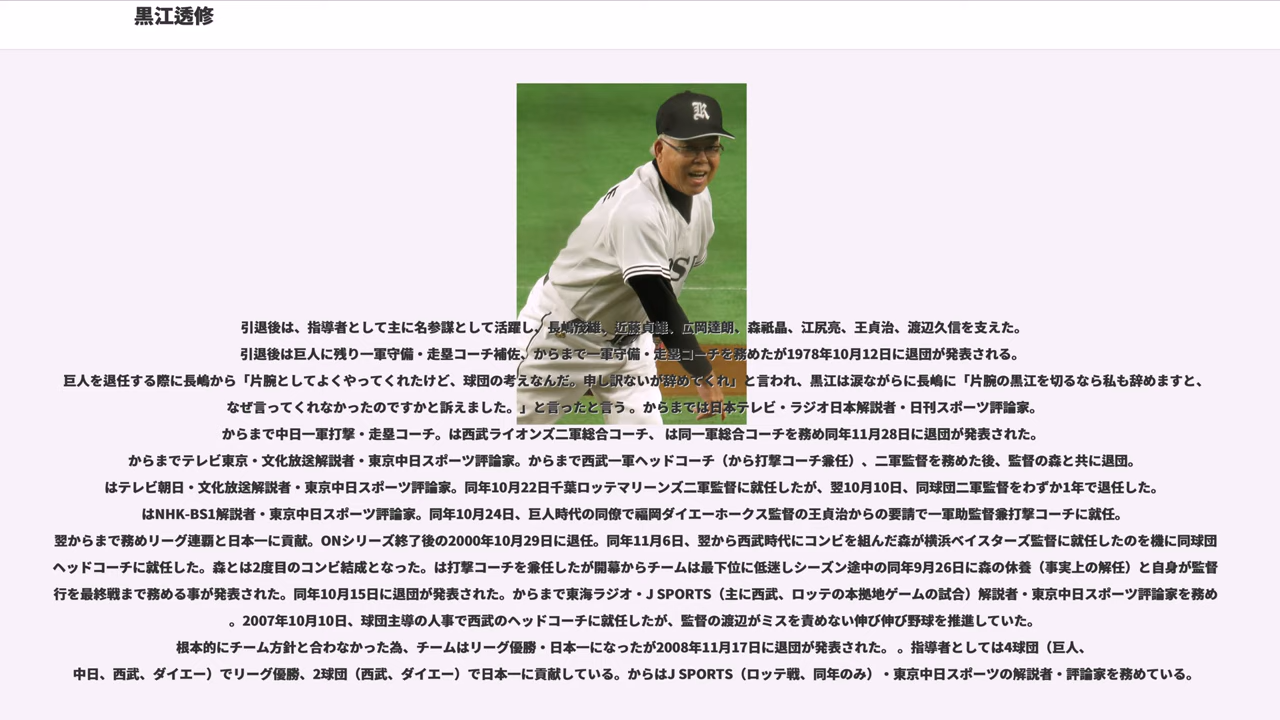 黒江透修
引退後は、指導者として主に名参謀として活躍し、長嶋茂雄、近藤貞雄、広岡達朗、森祇晶、江尻亮、王貞治、渡辺久信を支えた。
引退後は巨人に残り一軍守備・走塁コーチ補佐、からまで一軍守備・走塁コーチを務めたが1978年10月12日に退団が発表される。
巨人を退任する際に長嶋から「片腕としてよくやってくれたけど、球団の考えなんだ。申し訳ないが辞めてくれ」と言われ、黒江は涙ながらに長嶋に「片腕の黒江を切るなら私も辞めますと、
なぜ言ってくれなかったのですかと訴えました。」と言ったと言う 。からまでは日本テレビ・ラジオ日本解説者・日刊スポーツ評論家。
からまで中日一軍打撃・走塁コーチ。は西武ライオンズ二軍総合コーチ、 は同一軍総合コーチを務め同年11月28日に退団が発表された。
からまでテレビ東京・文化放送解説者・東京中日スポーツ評論家。からまで西武一軍ヘッドコーチ（から打撃コーチ兼任）、二軍監督を務めた後、監督の森と共に退団。
はテレビ朝日・文化放送解説者・東京中日スポーツ評論家。同年10月22日千葉ロッテマリーンズ二軍監督に就任したが、翌10月10日、同球団二軍監督をわずか1年で退任した。
はNHK-BS1解説者・東京中日スポーツ評論家。同年10月24日、巨人時代の同僚で福岡ダイエーホークス監督の王貞治からの要請で一軍助監督兼打撃コーチに就任。
翌からまで務めリーグ連覇と日本一に貢献。ONシリーズ終了後の2000年10月29日に退任。同年11月6日、翌から西武時代にコンビを組んだ森が横浜ベイスターズ監督に就任したのを機に同球団
ヘッドコーチに就任した。森とは2度目のコンビ結成となった。は打撃コーチを兼任したが開幕からチームは最下位に低迷しシーズン途中の同年9月26日に森の休養（事実上の解任）と自身が監督
行を最終戦まで務める事が発表された。同年10月15日に退団が発表された。からまで東海ラジオ・J SPORTS（主に西武、ロッテの本拠地ゲームの試合）解説者・東京中日スポーツ評論家を務め
。2007年10月10日、球団主導の人事で西武のヘッドコーチに就任したが、監督の渡辺がミスを責めない伸び伸び野球を推進していた。
根本的にチーム方針と合わなかった為、チームはリーグ優勝・日本一になったが2008年11月17日に退団が発表された。 。指導者としては4球団（巨人、
中日、西武、ダイエー）でリーグ優勝、2球団（西武、ダイエー）で日本一に貢献している。からはJ SPORTS（ロッテ戦、同年のみ）・東京中日スポーツの解説者・評論家を務めている。